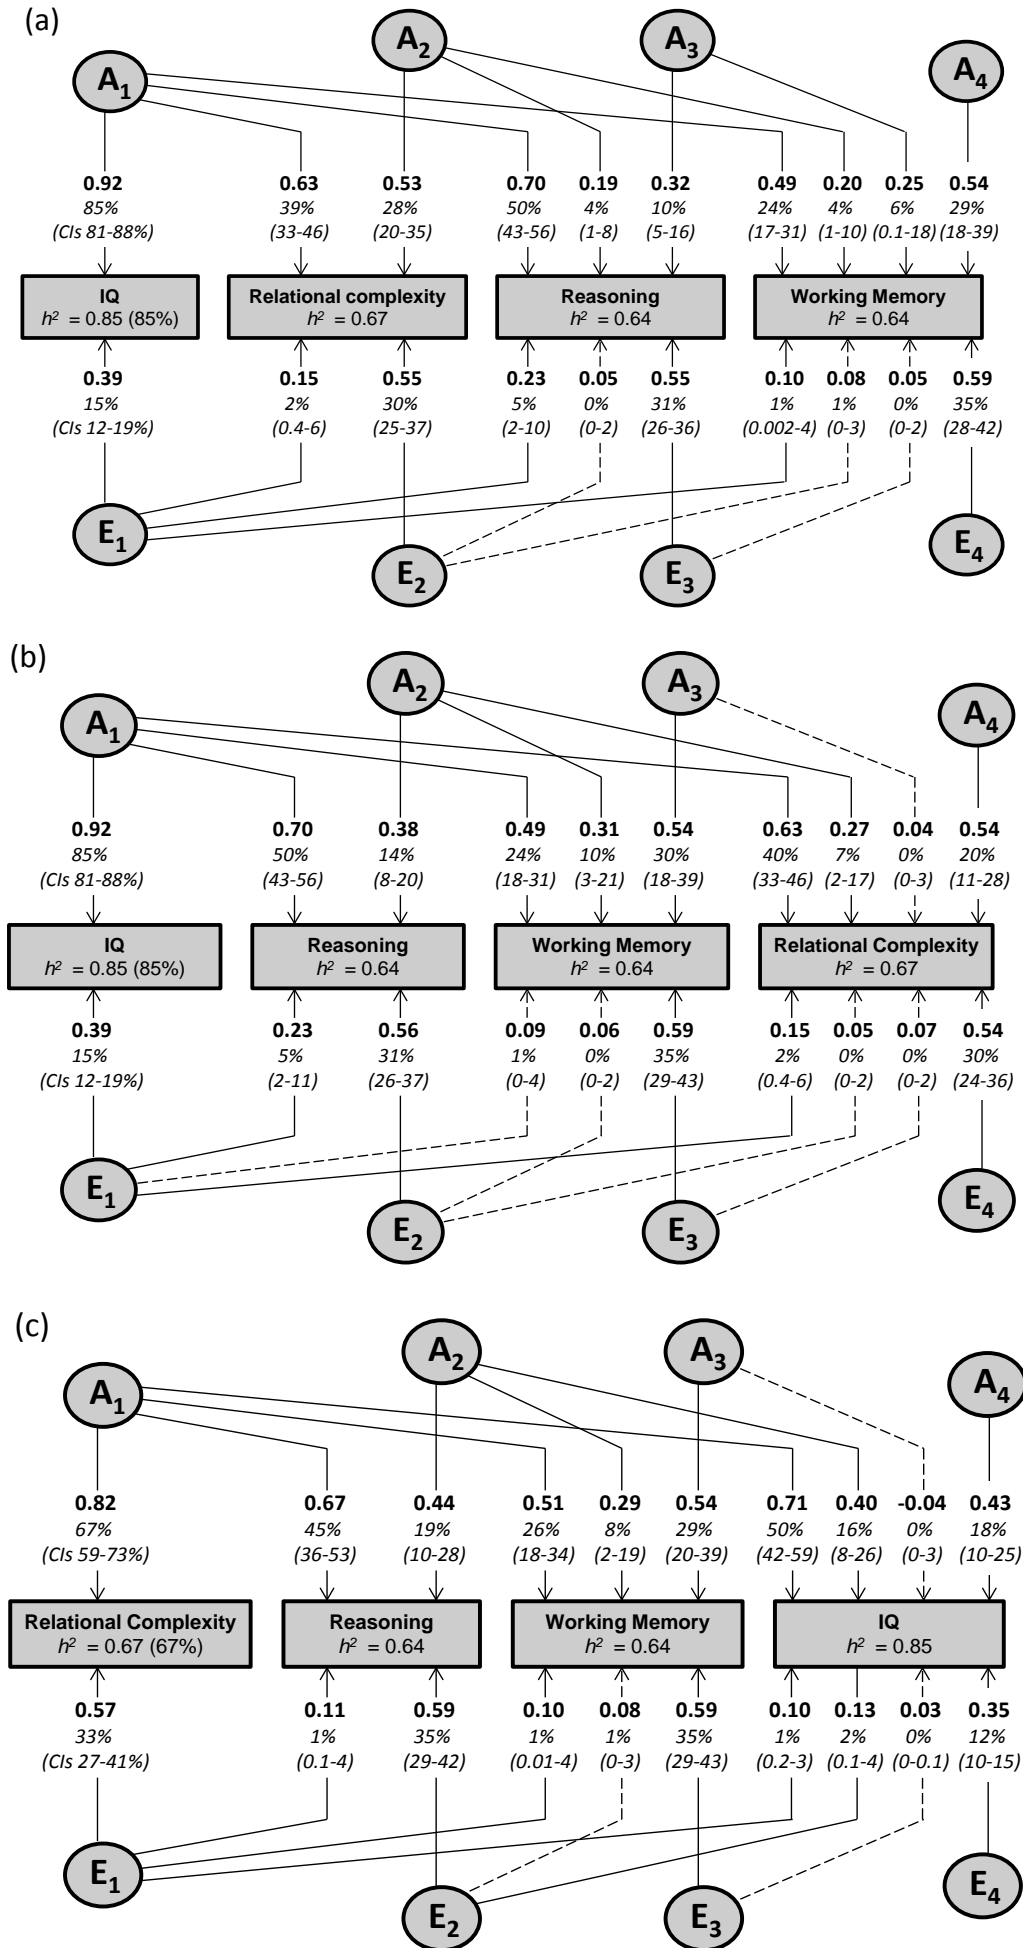 (a)
A1 A2 A3 A4
0.92 0.63 0.53 0.70 0.19 0.32 0.49 0.20 0.25 0.54
85% 39% 28% 50% 4% 10% 24% 4% 6% 29%
(CIs 81-88%) (33-46) (20-35) (43-56) (1-8) (5-16) (17-31) (1-10) (0.1-18) (18-39)
IQ Relational complexity Reasoning Working Memory
h² = 0.85 (85%) h² = 0.67 h² = 0.64 h² = 0.64
0.39 0.15 0.55 0.23 0.05 0.55 0.10 0.08 0.05 0.59
15% 2% 30% 5% 0% 31% 1% 1% 0% 35%
(CIs 12-19%) (0.4-6) (25-37) (2-10) (0-2) (26-36) (0.002-4) (0-3) (0-2) (28-42)
E1 E2 E3 E4
(b)
A1 A2 A3 A4
0.92 0.70 0.38 0.49 0.31 0.54 0.63 0.27 0.04 0.54
85% 50% 14% 24% 10% 30% 40% 7% 0% 20%
(CIs 81-88%) (43-56) (8-20) (18-31) (3-21) (18-39) (33-46) (2-17) (0-3) (11-28)
IQ Reasoning Working Memory Relational Complexity
h² = 0.85 (85%) h² = 0.64 h² = 0.64 h² = 0.67
0.39 0.23 0.56 0.09 0.06 0.59 0.15 0.05 0.07 0.54
15% 5% 31% 1% 0% 35% 2% 0% 0% 30%
(CIs 12-19%) (2-11) (26-37) (0-4) (0-2) (29-43) (0.4-6) (0-2) (0-2) (24-36)
E1 E2 E3 E4
(c)
A1 A2 A3 A4
0.82 0.67 0.44 0.51 0.29 0.54 0.71 0.40 -0.04 0.43
67% 45% 19% 26% 8% 29% 50% 16% 0% 18%
(CIs 59-73%) (36-53) (10-28) (18-34) (2-19) (20-39) (42-59) (8-26) (0-3) (10-25)
Relational Complexity Reasoning Working Memory IQ
h² = 0.67 (67%) h² = 0.64 h² = 0.64 h² = 0.85
0.57 0.11 0.59 0.10 0.08 0.59 0.10 0.13 0.03 0.35
33% 1% 35% 1% 1% 35% 1% 2% 0% 12%
(CIs 27-41%) (0.1-4) (29-42) (0.01-4) (0-3) (29-43) (0.2-3) (0.1-4) (0-0.1) (10-15)
E1 E2 E3 E4